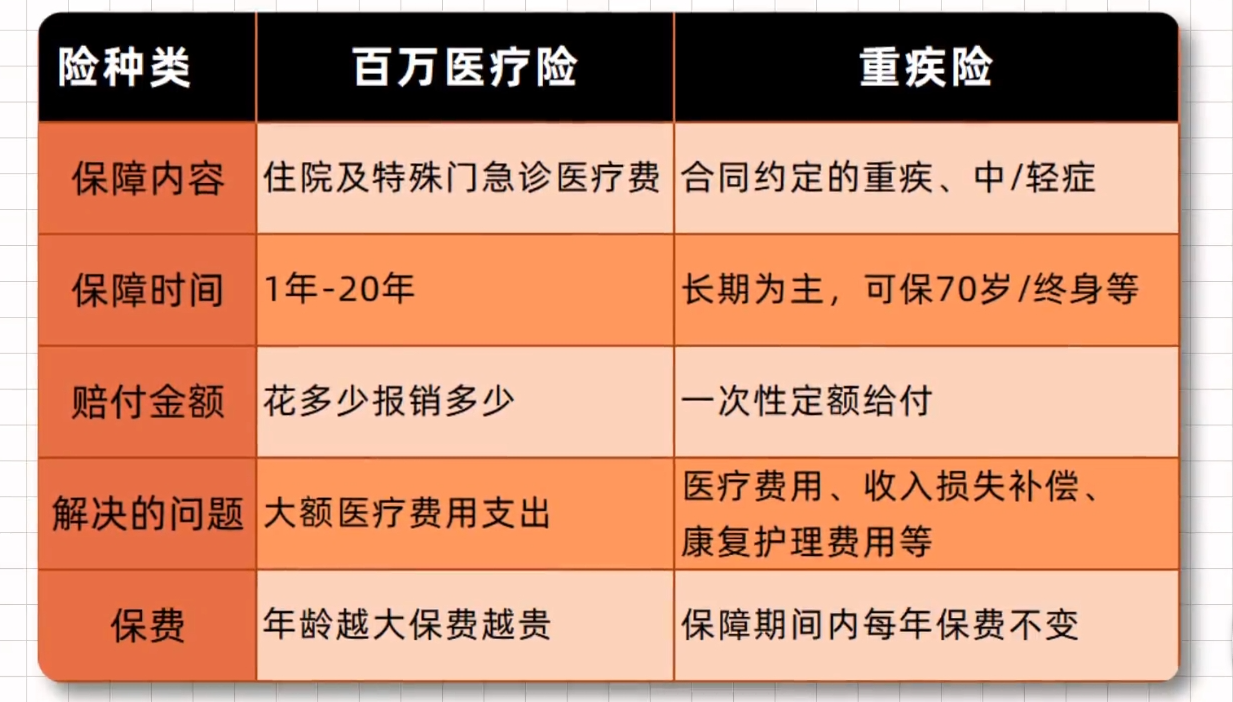 险种类 百万医疗险 重疾险
保障内容 住院及特殊门急诊医疗费 合同约定的重疾、中/轻症
保障时间 1年-20年 长期为主，可保70岁/终身等
赔付金额 花多少报销多少 一次性定额给付
解决的问题 大额医疗费用支出 医疗费用、收入损失补偿、
康复护理费用等
保费 年龄越大保费越贵 保障期间内每年保费不变